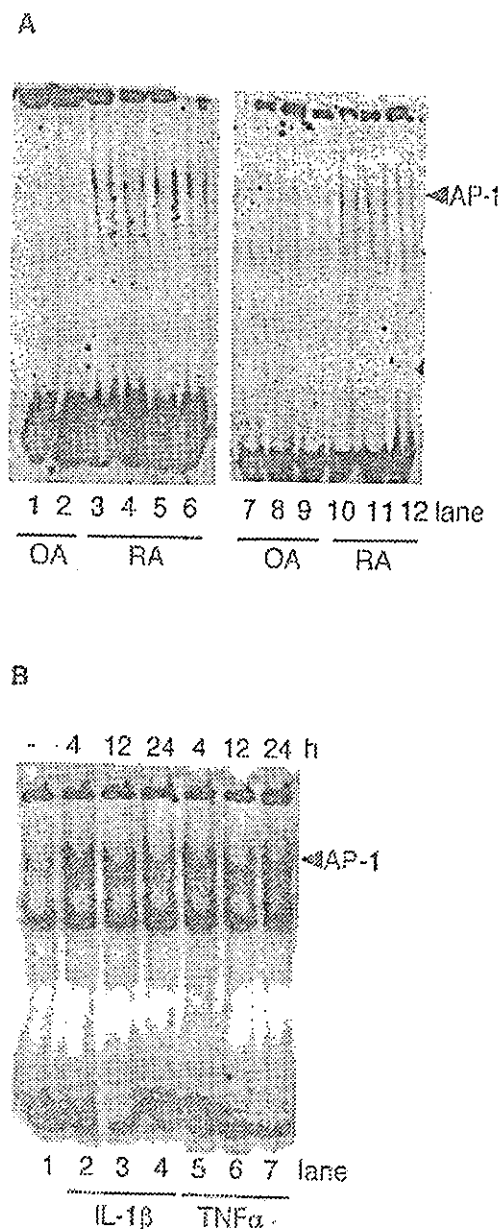 A
AP-1
1 2 3 4 5 6 7 8 9 10 11 12 lane
OA RA OA RA
B
- 4 12 24 4 12 24 h
AP-1
1 2 3 4 5 6 7 lane
IL-1β TNFα